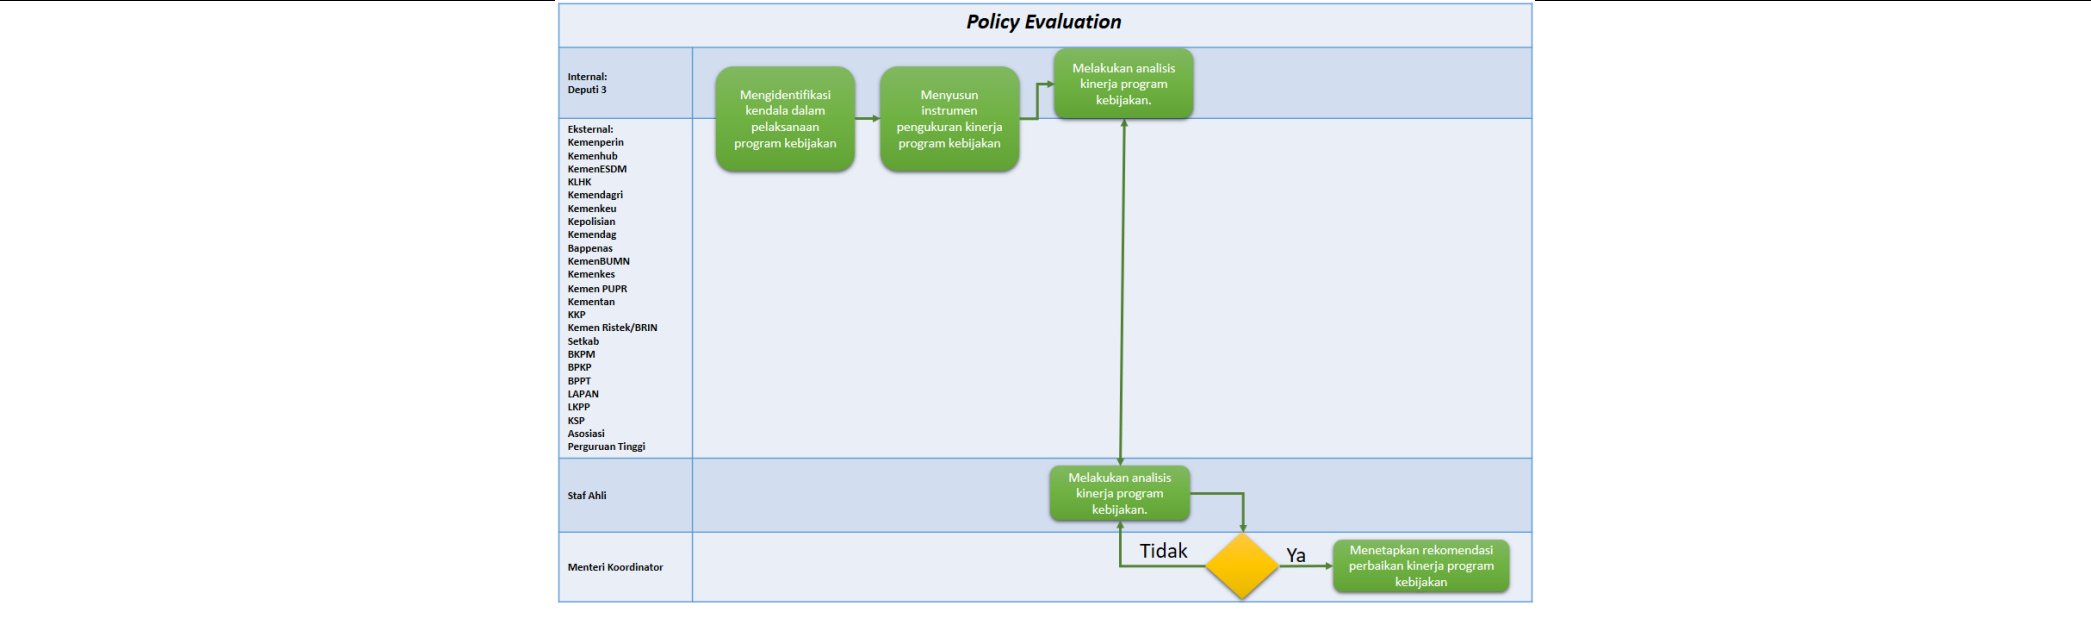 Policy Evaluation
Internal:
Deputi 3
Mengidentifikasi
kendala dalam
pelaksanaan
program kebijakan
Menyusun
instrumen
pengukuran kinerja
program kebijakan
Melakukan analisis
kinerja program
kebijakan.
Eksternal:
Kemenperin
Kemenhub
KemenESDM
KLHK
Kemendagri
Kemenkeu
Kepolisian
Kemendag
Bappenas
KemenBUMN
Kemenkes
Kemen PUPR
Kementan
KKP
Kemen Ristek/BRIN
Setkab
BKPM
BPKP
BPPT
LAPAN
LKPP
KSP
Asosiasi
Perguruan Tinggi
Staf Ahli
Melakukan analisis
kinerja program
kebijakan.
Menteri Koordinator
Tidak
Ya
Menetapkan rekomendasi
perbaikan kinerja program
kebijakan